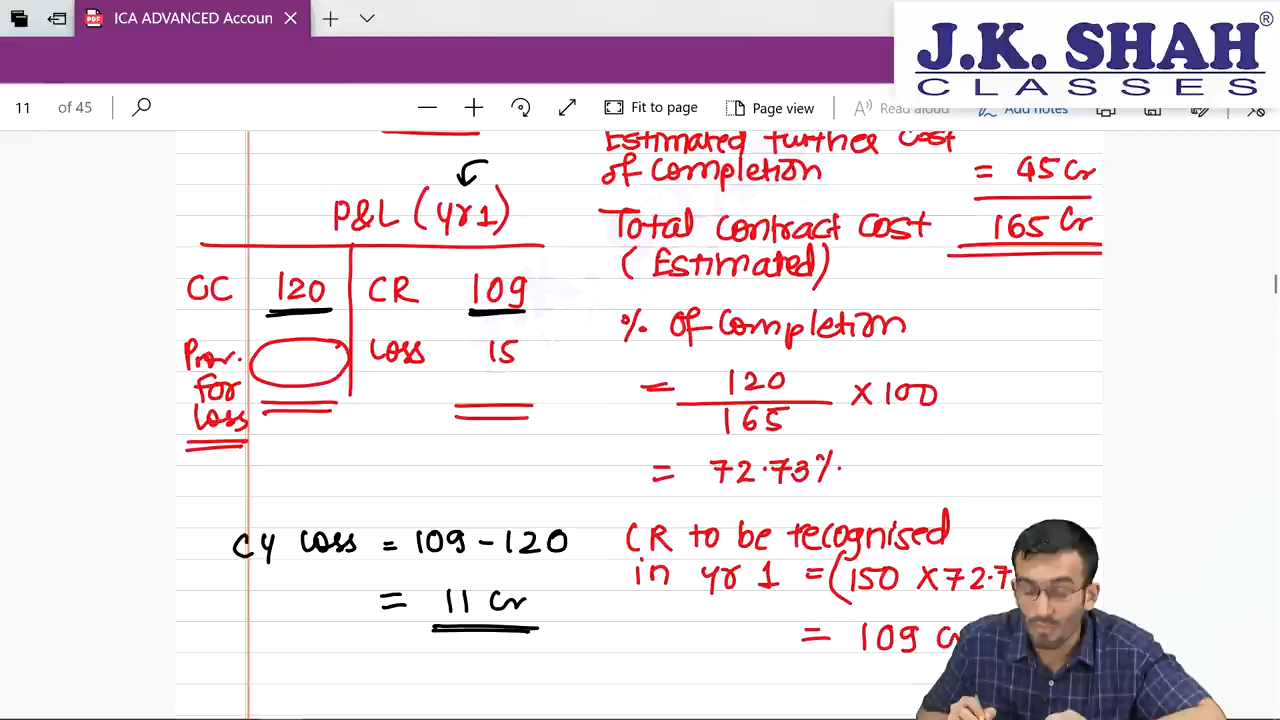 ICA ADVANCED Accoun
J.K. SHAH®
CLASSES
11 of 45
Fit to page
Page view
Read aloud
Add notes
Estimated further cost
of completion = 45 Cr
Total contract cost 165 Cr
(Estimated)
P&L (yr 1)
CC 120 CR 109
Prov. for loss
Loss 15
% of completion
= 120 / 165 × 100
= 72.73%
CY loss = 109 - 120
= 11 Cr
CR to be recognised
in yr 1 = (150 × 72.7
= 109 Cr